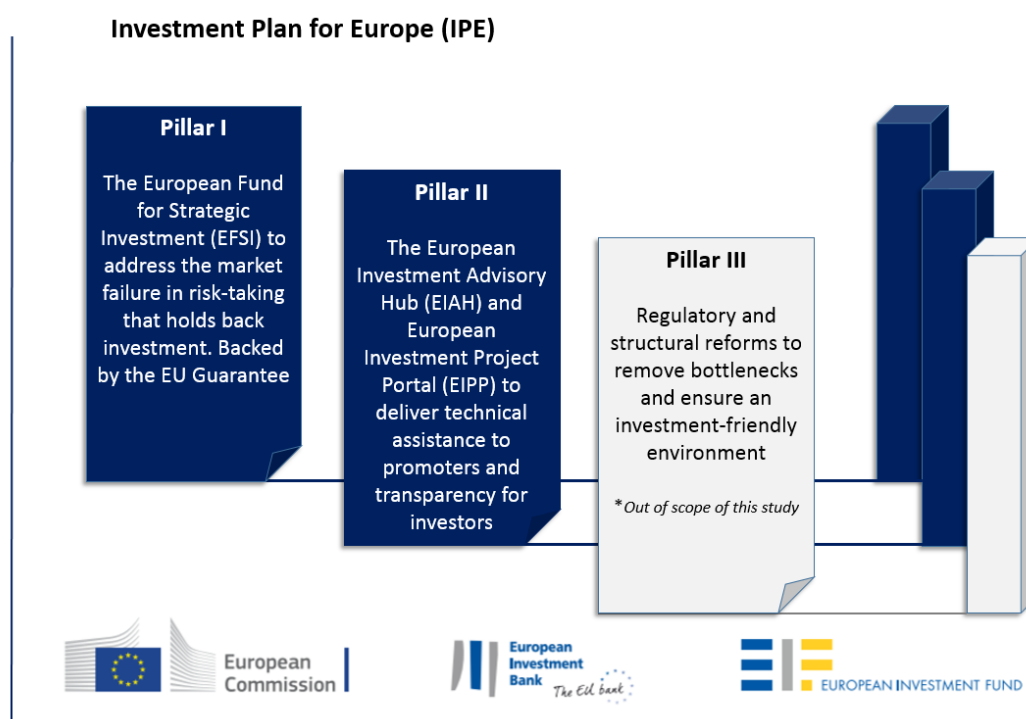 Investment Plan for Europe (IPE)
Pillar I
The European Fund
for Strategic
Investment (EFSI) to
address the market
failure in risk-taking
that holds back
investment. Backed
by the EU Guarantee
Pillar II
The European
Investment Advisory
Hub (EIAH) and
European
Investment Project
Portal (EIPP) to
deliver technical
assistance to
promoters and
transparency for
investors
Pillar III
Regulatory and
structural reforms to
remove bottlenecks
and ensure an
investment-friendly
environment
*Out of scope of this study
European
Commission
European
Investment
Bank
The EU bank
EUROPEAN INVESTMENT FUND